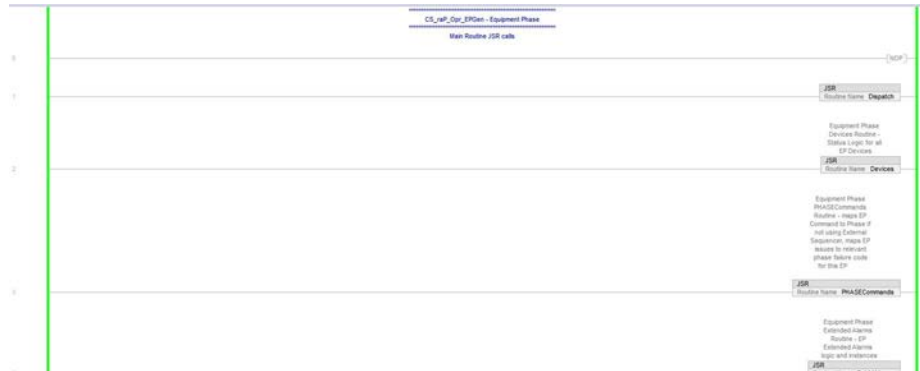 CS_raP_Opr_EPGen - Equipment Phase
Main Routine JSR calls
0
[NOP]
JSR
1
Routine Name Dispatch
Equipment Phase
Devices Routine -
Status Logic for all
EP Devices
JSR
2
Routine Name Devices
Equipment Phase
PHASECommands
Routine - maps EP
Command to Phase if
not using External
Sequencer, maps EP
issues to relevant
phase failure code
for this EP
JSR
Routine Name PHASECommands
Equipment Phase
Extended Alarms
Routine - EP
Extended Alarms
logic and instances
JSR